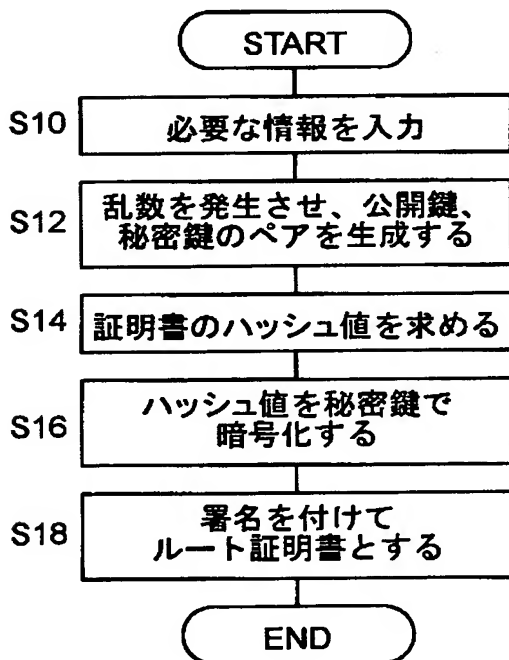 START
S10 必要な情報を入力
S12 乱数を発生させ、公開鍵、
秘密鍵のペアを生成する
S14 証明書のハッシュ値を求める
S16 ハッシュ値を秘密鍵で
暗号化する
S18 署名を付けて
ルート証明書とする
END